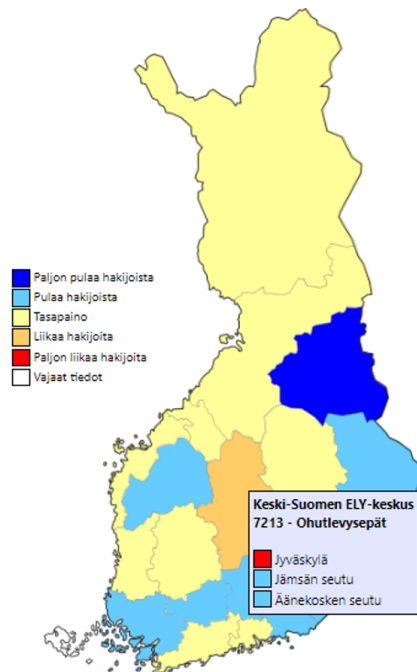 Paljon pulaa hakijoista
Pulaa hakijoista
Tasapaino
Liikaa hakijoita
Paljon liikaa hakijoita
Vajaat tiedot
Keski-Suomen ELY-keskus
7213 - Ohutlevysepät
Jyväskylä
Jämsän seutu
Äänekosken seutu